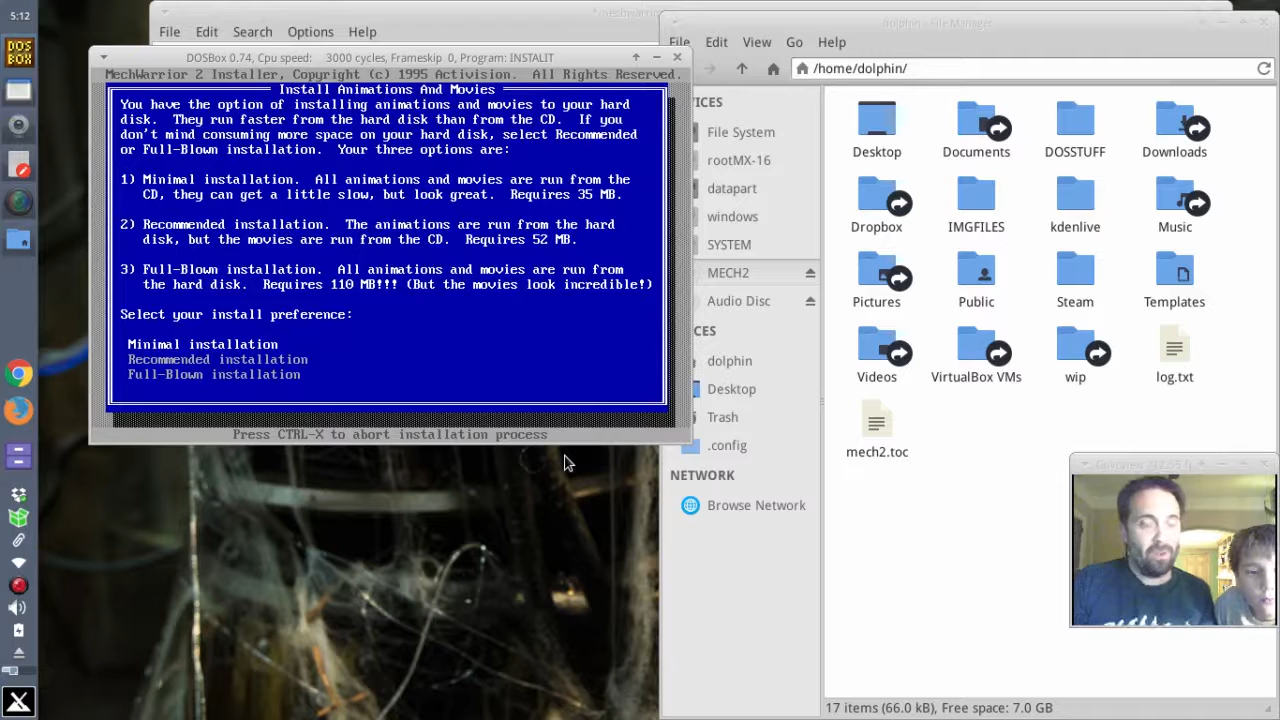 5:12
DOS
BOX
File Edit Search Options Help
DOSBox 0.74, Cpu speed: 3000 cycles, Frameskip 0, Program: INSTALIT
MechWarrior 2 Installer, Copyright (c) 1995 Activision. All Rights Reserved.
Install Animations And Movies
You have the option of installing animations and movies to your hard
disk. They run faster from the hard disk than from the CD. If you
don't mind consuming more space on your hard disk, select Recommended
or Full-Blown installation. Your three options are:
1) Minimal installation. All animations and movies are run from the
CD, they can get a little slow, but look great. Requires 35 MB.
2) Recommended installation. The animations are run from the hard
disk, but the movies are run from the CD. Requires 52 MB.
3) Full-Blown installation. All animations and movies are run from
the hard disk. Requires 110 MB!!! (But the movies look incredible!)
Select your install preference:
Minimal installation
Recommended installation
Full-Blown installation
Press CTRL-X to abort installation process
dolphin - File Manager
File Edit View Go Help
/home/dolphin/
VICES
File System
rootMX-16
datapart
windows
SYSTEM
MECH2
Audio Disc
CES
dolphin
Desktop
Trash
.config
NETWORK
Browse Network
Desktop
Documents
DOSSTUFF
Downloads
Dropbox
IMGFILES
kdenlive
Music
Pictures
Public
Steam
Templates
Videos
VirtualBox VMs
wip
log.txt
mech2.toc
17 items (66.0 kB), Free space: 7.0 GB